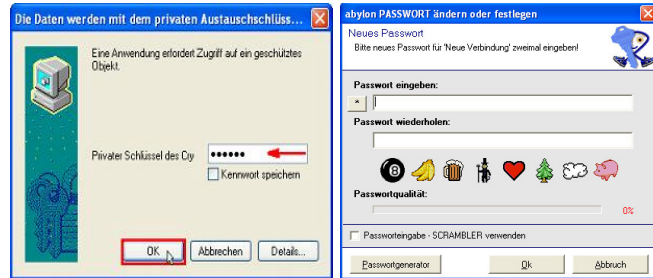 Die Daten werden mit dem privaten Austauschschlüss...
Eine Anwendung erfordert Zugriff auf ein geschütztes
Objekt.
Privater Schlüssel des Cry
••••••
Kennwort speichern
OK
Abbrechen
Details...
abylon PASSWORT ändern oder festlegen
Neues Passwort
Bitte neues Passwort für 'Neue Verbindung' zweimal eingeben!
Passwort eingeben:
*
Passwort wiederholen:
8
Passwortqualität:
0%
Passworteingabe - SCRAMBLER verwenden
Passwortgenerator
Ok
Abbruch